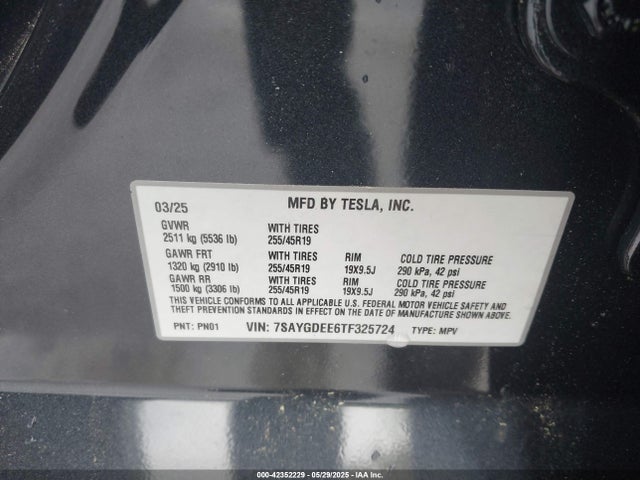 MFD BY TESLA, INC.
03/25
GVWR WITH TIRES
2511 kg (5536 lb) 255/45R19
GAWR FRT WITH TIRES RIM COLD TIRE PRESSURE
1320 kg (2910 lb) 255/45R19 19X9.5J 290 kPa, 42 psi
GAWR RR WITH TIRES RIM COLD TIRE PRESSURE
1500 kg (3306 lb) 255/45R19 19X9.5J 290 kPa, 42 psi
THIS VEHICLE CONFORMS TO ALL APPLICABLE U.S. FEDERAL MOTOR VEHICLE SAFETY AND
THEFT PREVENTION STANDARDS IN EFFECT ON THE DATE OF MANUFACTURE SHOWN ABOVE.
PNT: PN01 VIN: 7SAYGDEE6TF325724 TYPE: MPV
000-42352229 - 05/29/2025 - IAA Inc.